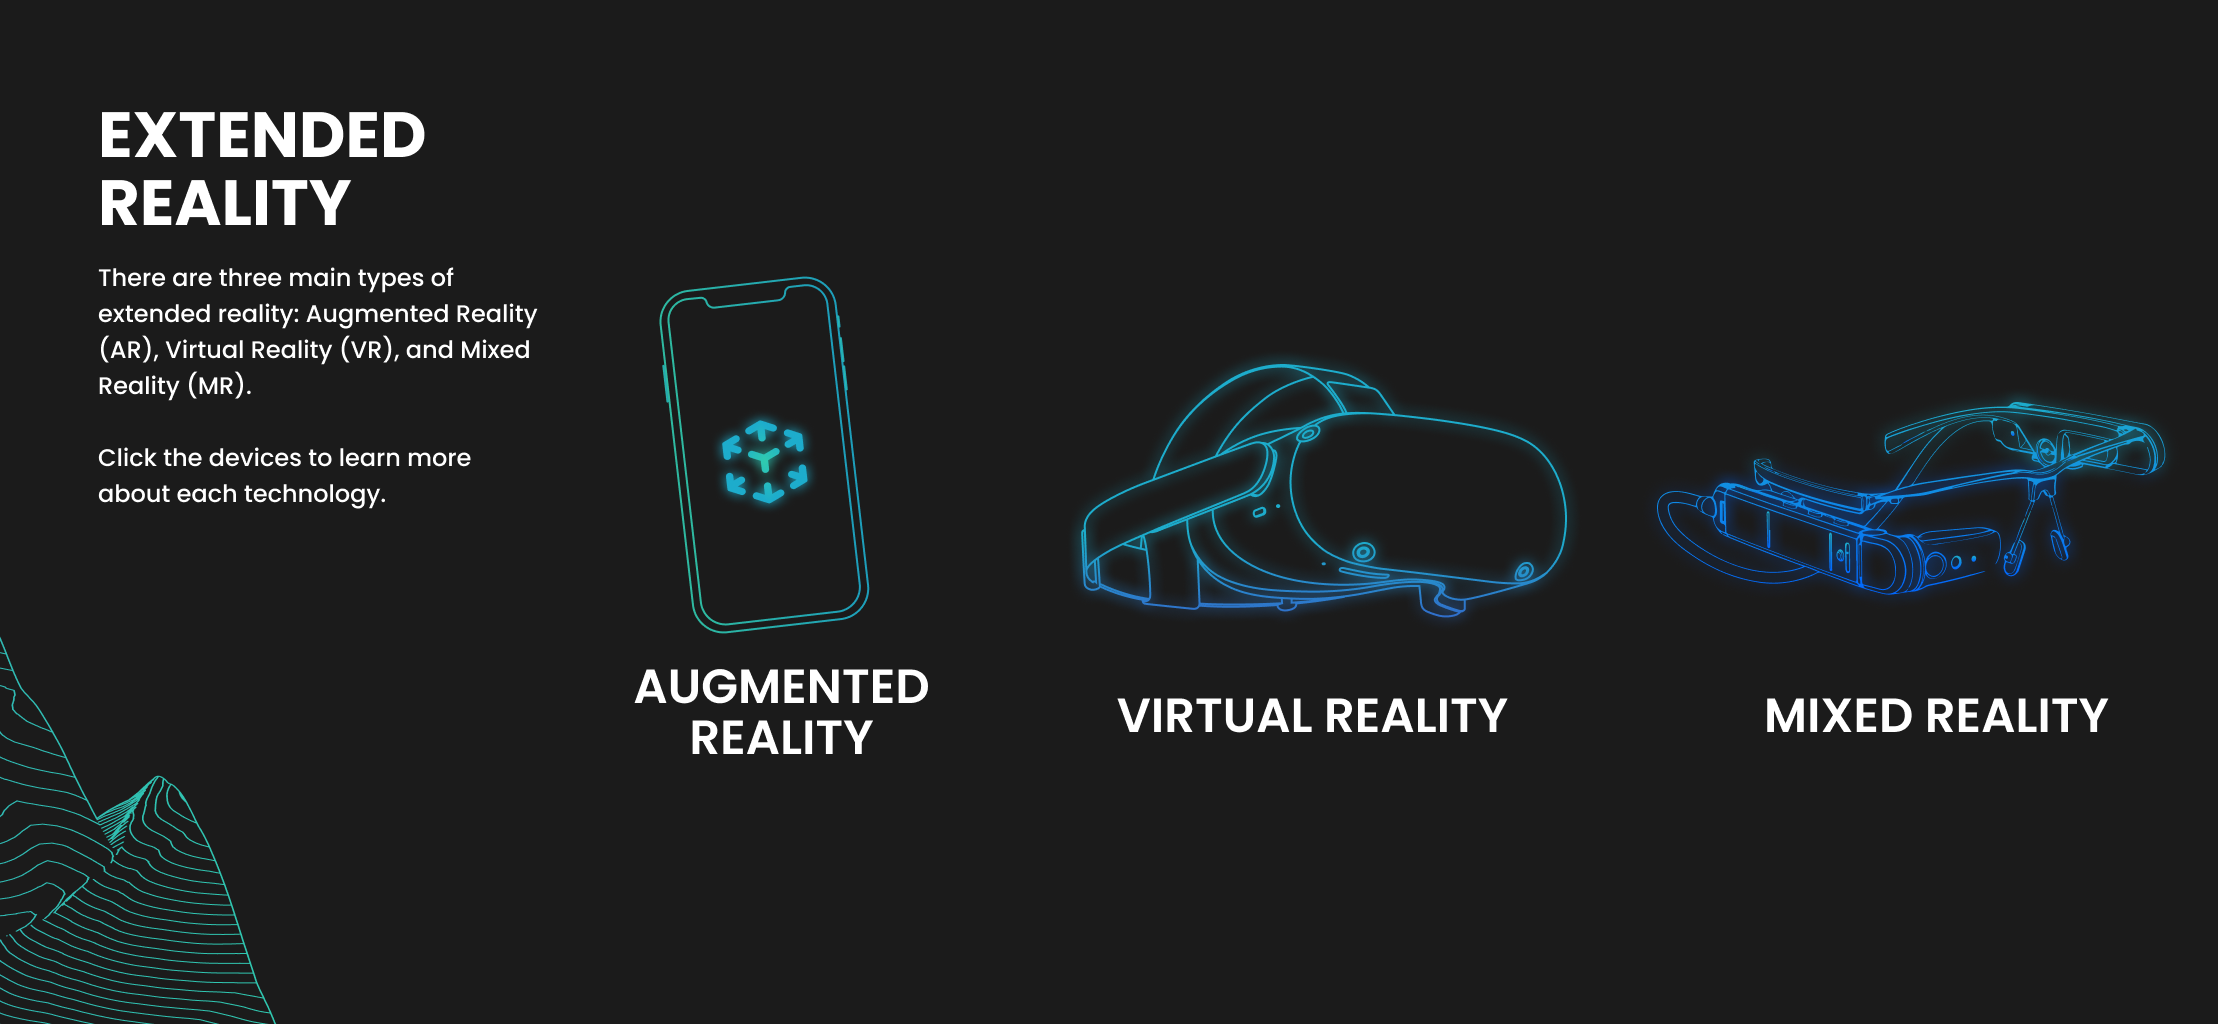 EXTENDED
REALITY
There are three main types of
extended reality: Augmented Reality
(AR), Virtual Reality (VR), and Mixed
Reality (MR).
Click the devices to learn more
about each technology.
AUGMENTED
REALITY
VIRTUAL REALITY
MIXED REALITY